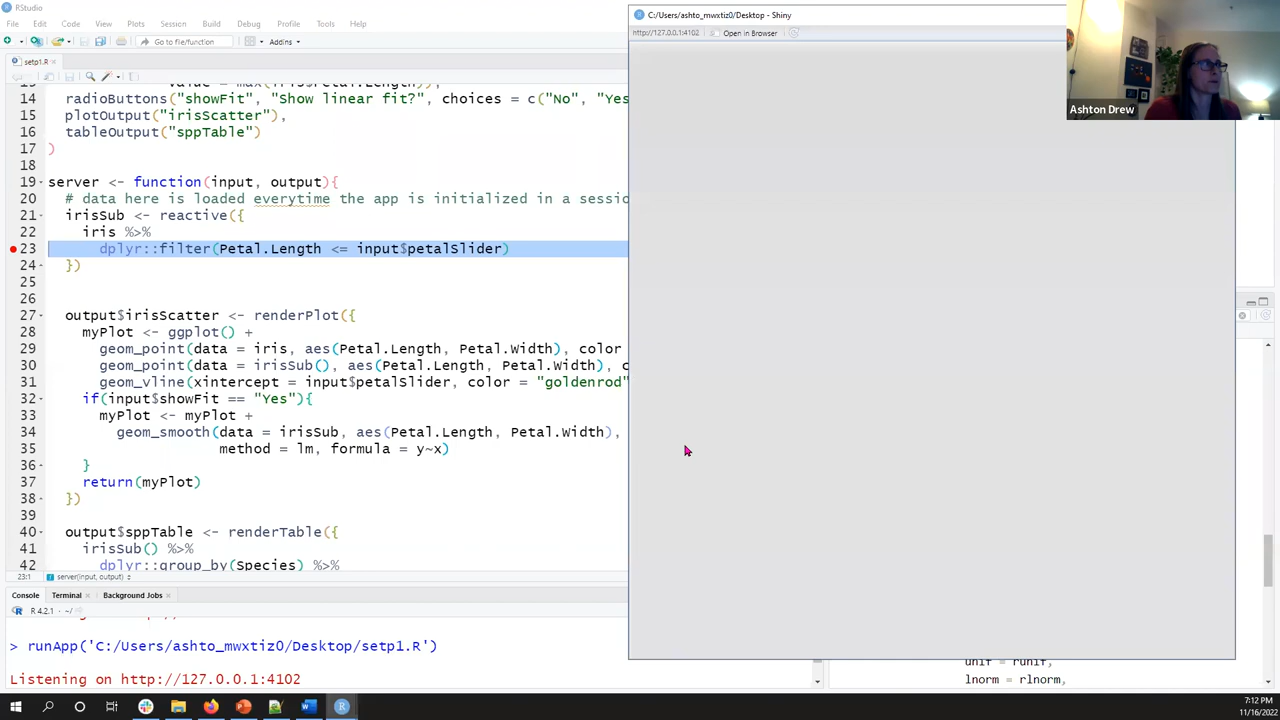 RStudio
File Edit Code View Plots Session Build Debug Profile Tools Help
Go to file/function Addins
setp1.R
14 radioButtons("showFit", "Show linear fit?", choices = c("No", "Yes
15 plotOutput("irisScatter"),
16 tableOutput("sppTable")
17 )
18
19 server <- function(input, output){
20 # data here is loaded everytime the app is initialized in a sessio
21 irisSub <- reactive({
22 iris %>%
23 dplyr::filter(Petal.Length <= input$petalSlider)
24 })
25
26
27 output$irisScatter <- renderPlot({
28 myPlot <- ggplot() +
29 geom_point(data = iris, aes(Petal.Length, Petal.Width), color
30 geom_point(data = irisSub(), aes(Petal.Length, Petal.Width), c
31 geom_vline(xintercept = input$petalSlider, color = "goldenrod"
32 if(input$showFit == "Yes"){
33 myPlot <- myPlot +
34 geom_smooth(data = irisSub, aes(Petal.Length, Petal.Width),
35 method = lm, formula = y~x)
36 }
37 return(myPlot)
38 })
39
40 output$sppTable <- renderTable({
41 irisSub() %>%
42 dplyr::group_by(Species) %>%
23:1 server(input, output)
Console Terminal Background Jobs
R 4.2.1 · ~/
> runApp('C:/Users/ashto_mwxtiz0/Desktop/setp1.R')
Listening on http://127.0.0.1:4102
C:/Users/ashto_mwxtiz0/Desktop - Shiny
http://127.0.0.1:4102 Open in Browser
Ashton Drew
unif = runif,
lnorm = rlnorm,
7:12 PM
11/16/2022